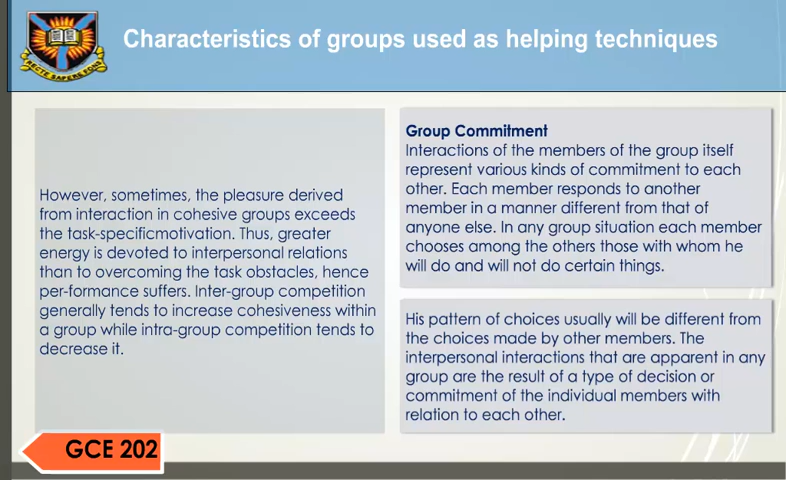 Characteristics of groups used as helping techniques
However, sometimes, the pleasure derived
from interaction in cohesive groups exceeds
the task-specificmotivation. Thus, greater
energy is devoted to interpersonal relations
than to overcoming the task obstacles, hence
per-formance suffers. Inter-group competition
generally tends to increase cohesiveness within
a group while intra-group competition tends to
decrease it.
Group Commitment
Interactions of the members of the group itself
represent various kinds of commitment to each
other. Each member responds to another
member in a manner different from that of
anyone else. In any group situation each member
chooses among the others those with whom he
will do and will not do certain things.
His pattern of choices usually will be different from
the choices made by other members. The
interpersonal interactions that are apparent in any
group are the result of a type of decision or
commitment of the individual members with
relation to each other.
GCE 202